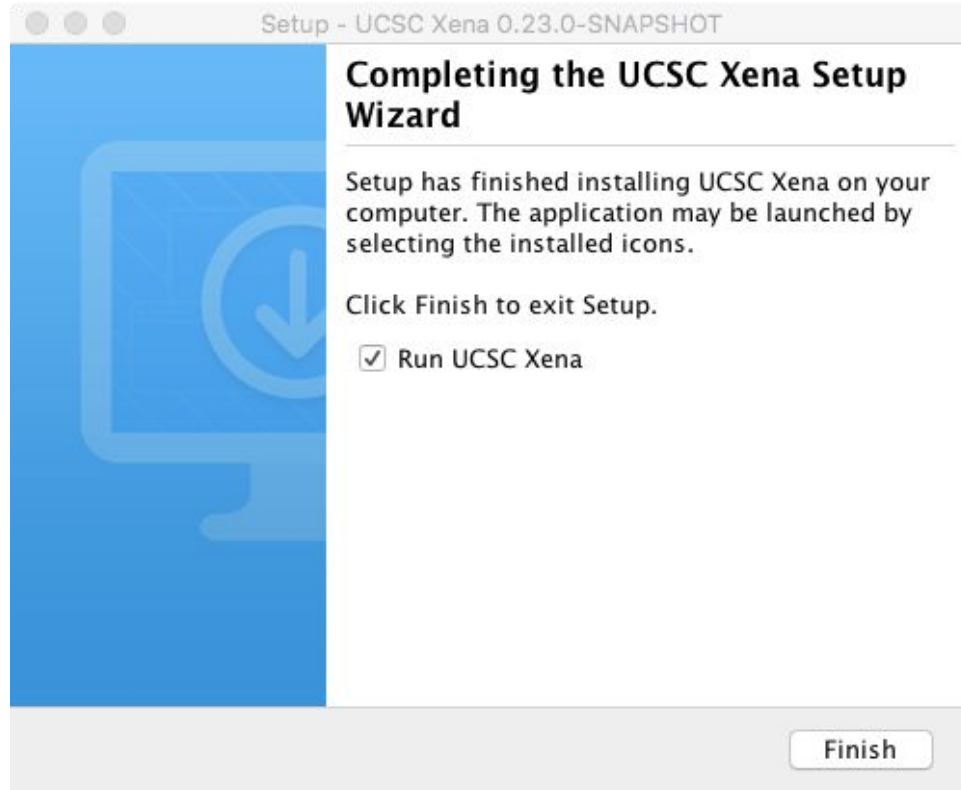 Setup - UCSC Xena 0.23.0-SNAPSHOT
Completing the UCSC Xena Setup
Wizard
Setup has finished installing UCSC Xena on your
computer. The application may be launched by
selecting the installed icons.
Click Finish to exit Setup.
Run UCSC Xena
Finish